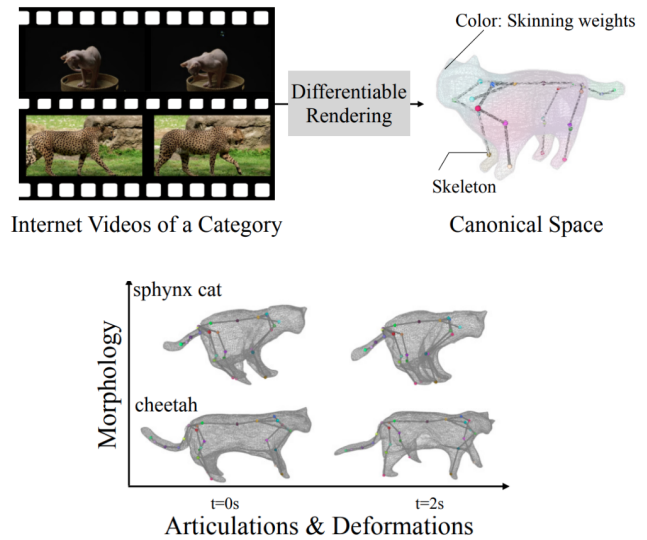 Color: Skinning weights
Differentiable
Rendering
Skeleton
Internet Videos of a Category
Canonical Space
sphynx cat
Morphology
cheetah
t=0s
t=2s
Articulations & Deformations